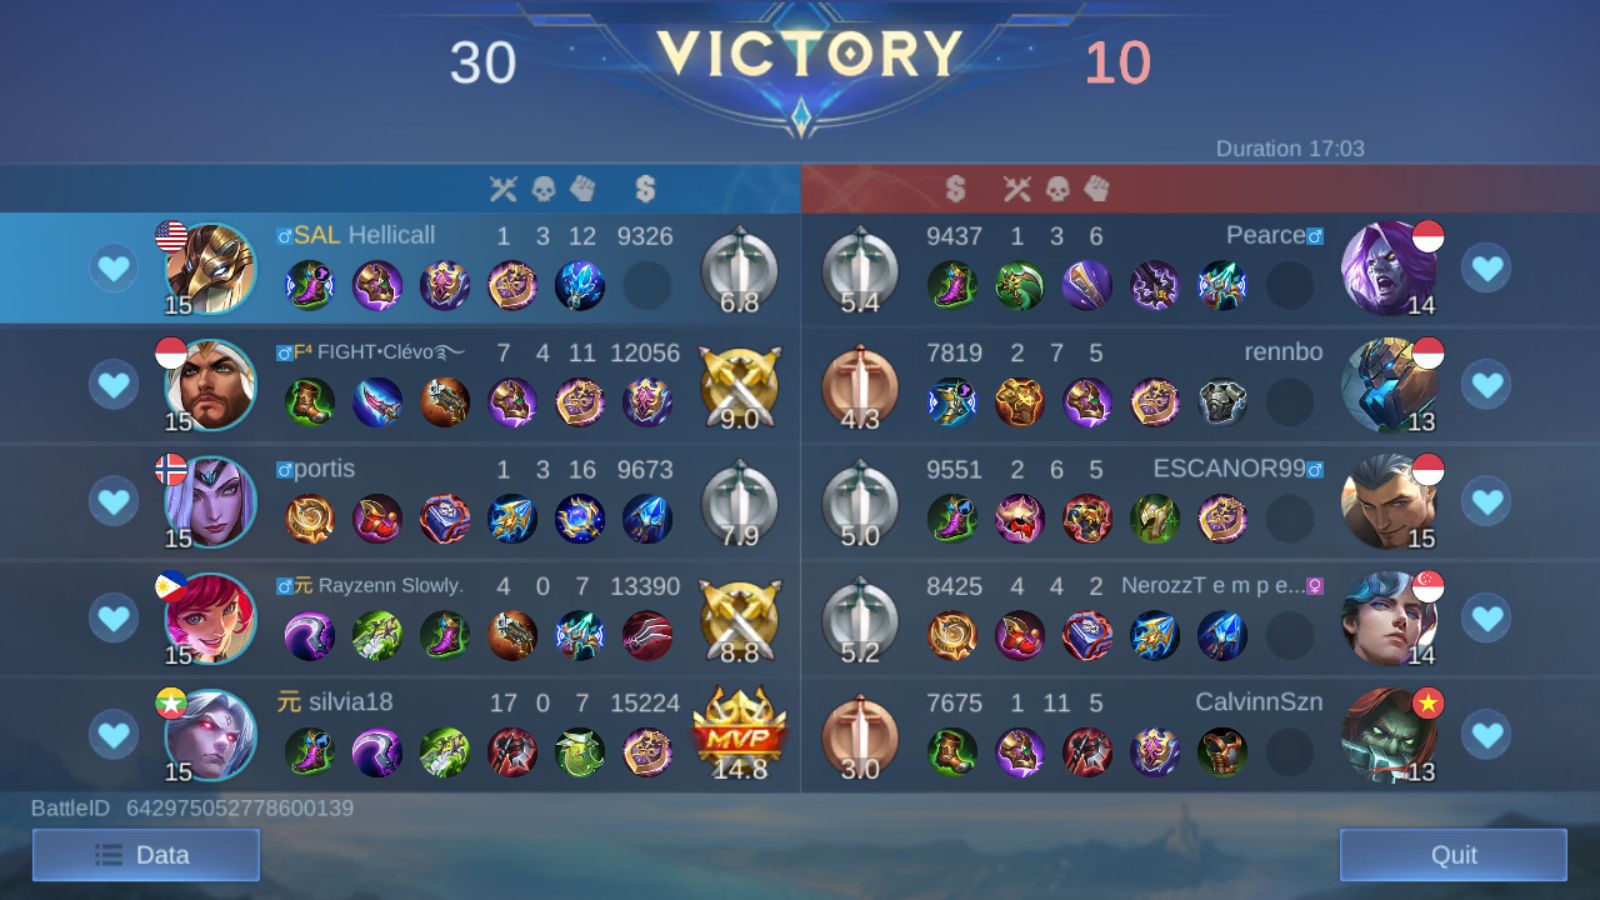 30 VICTORY 10
Duration 17:03
SAL Hellicall 1 3 12 9326
15 6.8
5.4 9437 1 3 6 Pearce
14
F⁴ FIGHT•Clévo 7 4 11 12056
15 9.0
4.3 7819 2 7 5 rennbo
13
portis 1 3 16 9673
15 7.9
5.0 9551 2 6 5 ESCANOR99
15
元 Rayzenn Slowly. 4 0 7 13390
15 8.8
5.2 8425 4 4 2 NerozzT e m p e...
14
元 silvia18 17 0 7 15224
15 MVP 14.8
3.0 7675 1 11 5 CalvinnSzn
13
BattleID 642975052778600139
Data
Quit